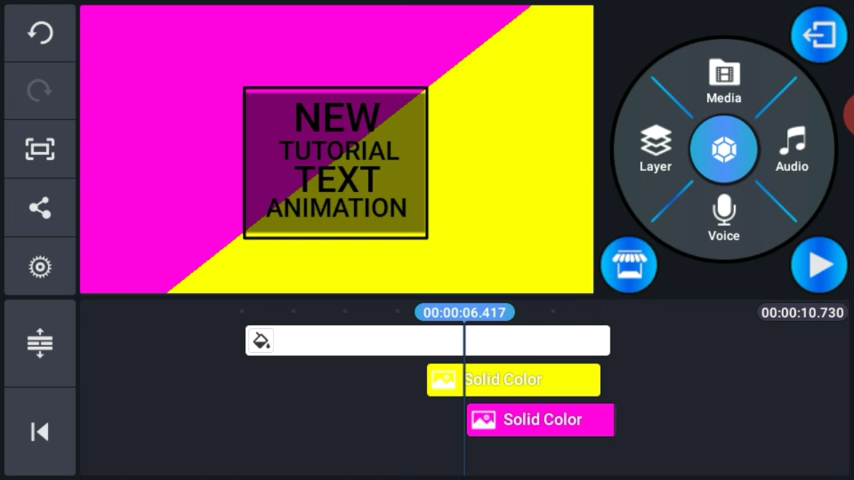 Media
Layer
Audio
Voice
NEW
TUTORIAL
TEXT
ANIMATION
00:00:06.417
00:00:10.730
Solid Color
Solid Color